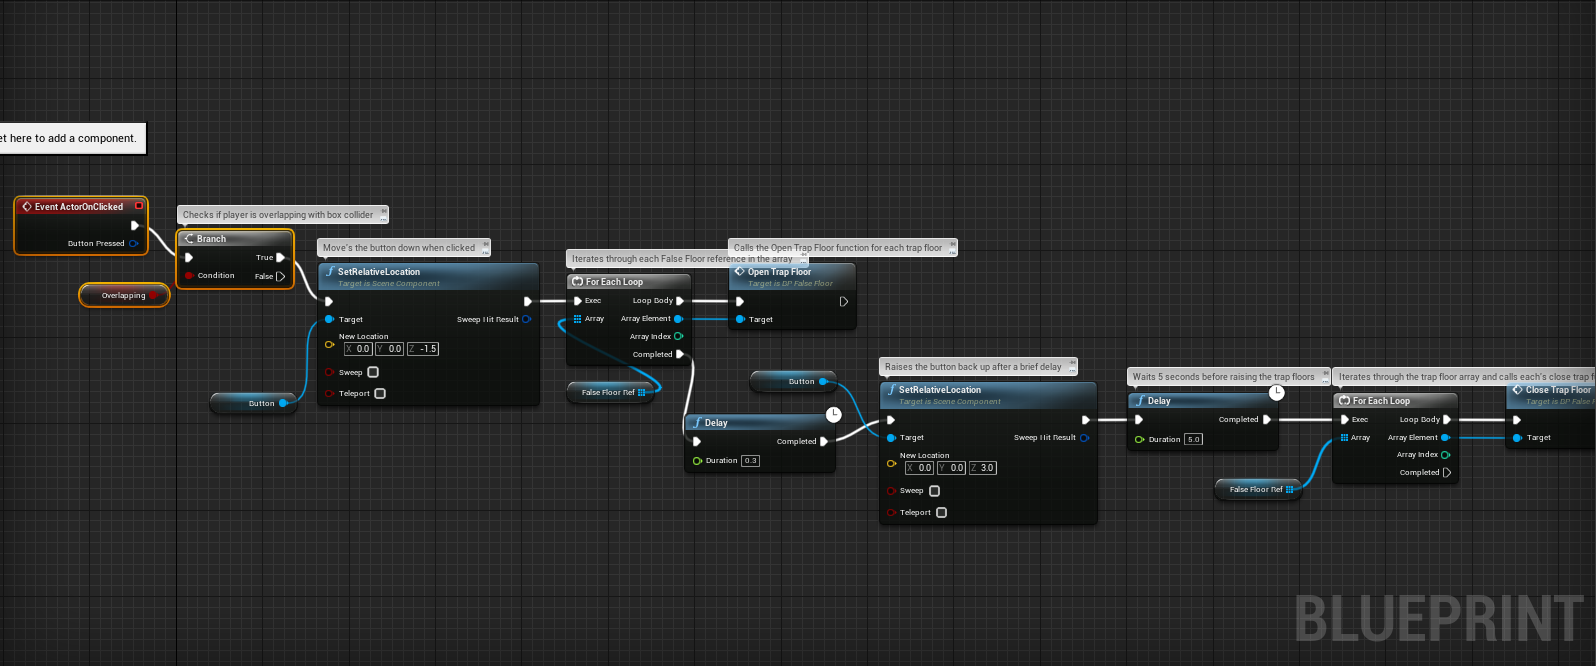 et here to add a component.
Event ActorOnClicked
Button Pressed
Overlapping
Checks if player is overlapping with box collider
Branch
True
Condition
False
Move's the button down when clicked
SetRelativeLocation
Target is Scene Component
Target
Sweep Hit Result
New Location
X 0.0 Y 0.0 Z -1.5
Sweep
Teleport
Button
Iterates through each False Floor reference in the array
For Each Loop
Exec
Loop Body
Array
Array Element
Array Index
Completed
False Floor Ref
Calls the Open Trap Floor function for each trap floor
Open Trap Floor
Target is BP False Floor
Target
Delay
Completed
Duration 0.3
Button
Raises the button back up after a brief delay
SetRelativeLocation
Target is Scene Component
Target
Sweep Hit Result
New Location
X 0.0 Y 0.0 Z 3.0
Sweep
Teleport
Waits 5 seconds before raising the trap floors
Delay
Completed
Duration 5.0
Iterates through the trap floor array and calls each's close trap f
For Each Loop
Exec
Loop Body
Array
Array Element
Array Index
Completed
False Floor Ref
Close Trap Floor
Target is BP False F
Target
BLUEPRINT